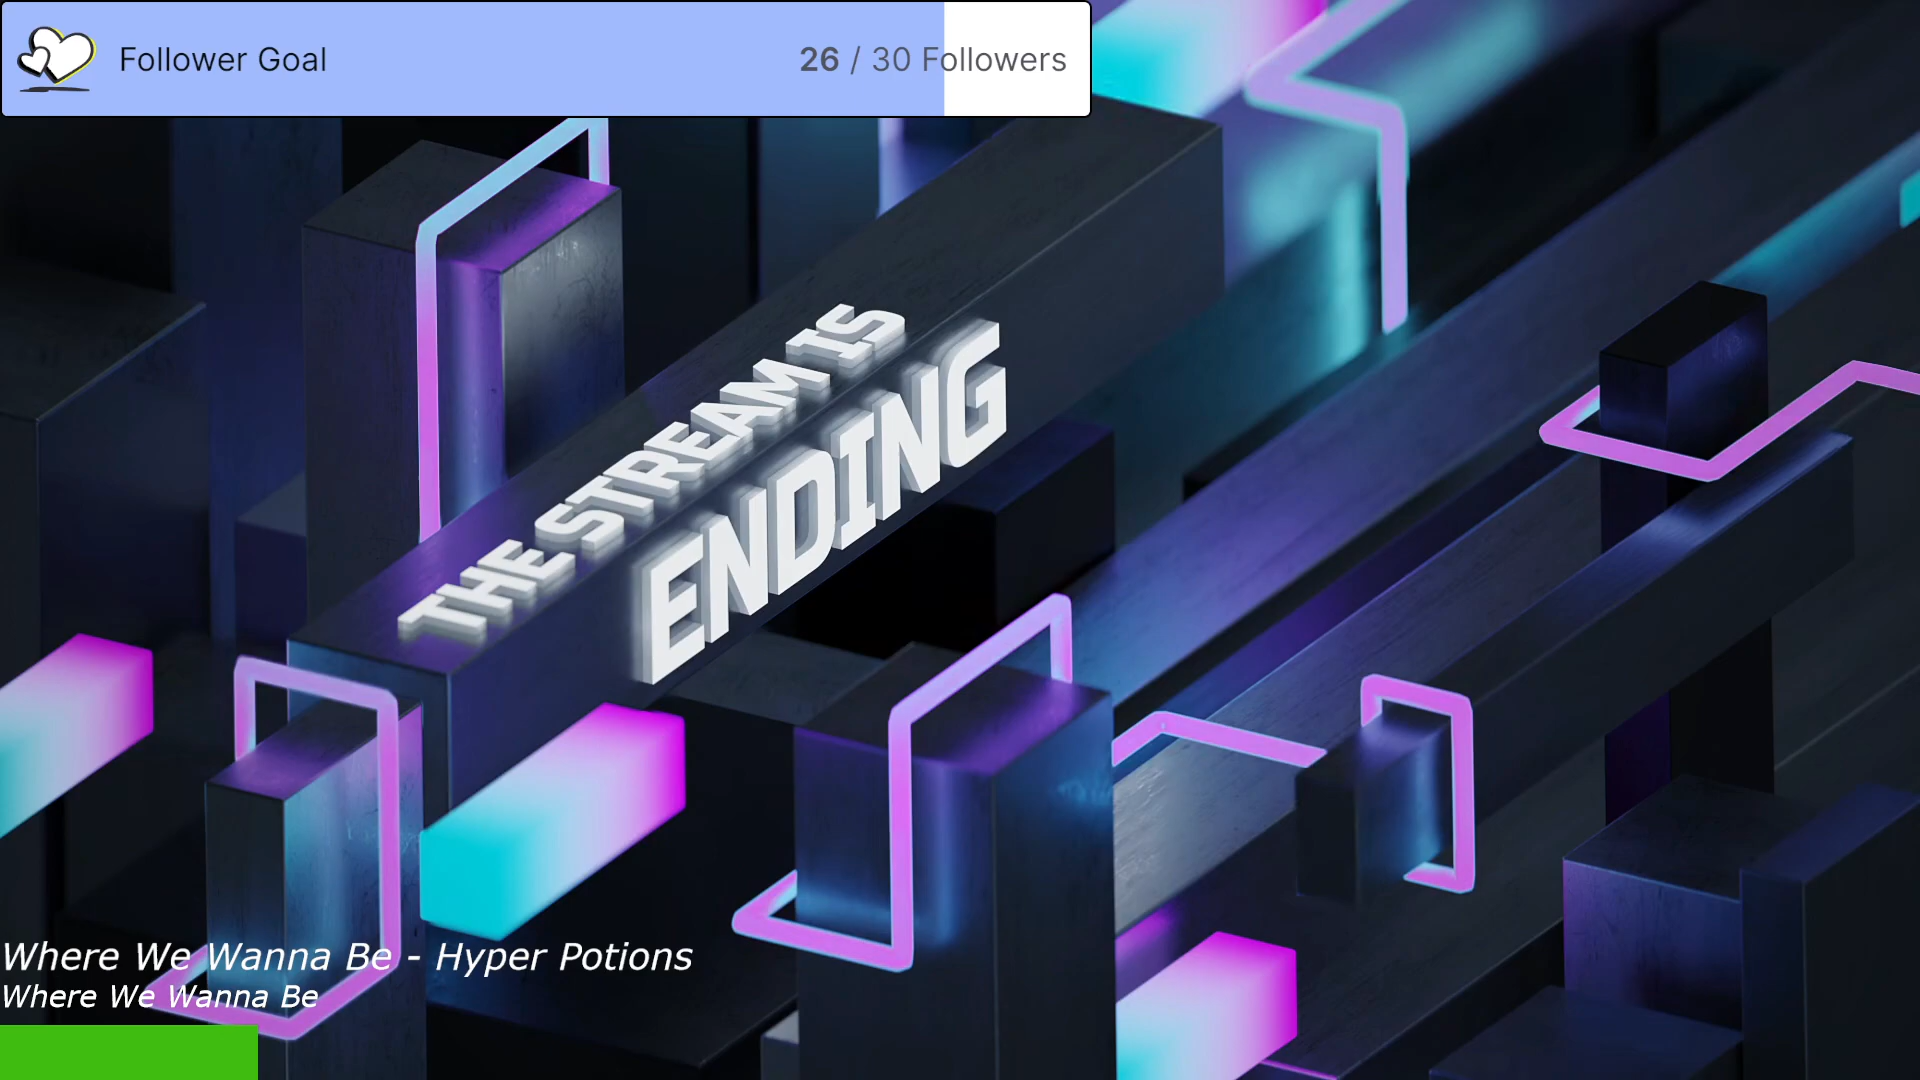 Follower Goal 26 / 30 Followers
THE STREAM IS
ENDING
Where We Wanna Be - Hyper Potions
Where We Wanna Be